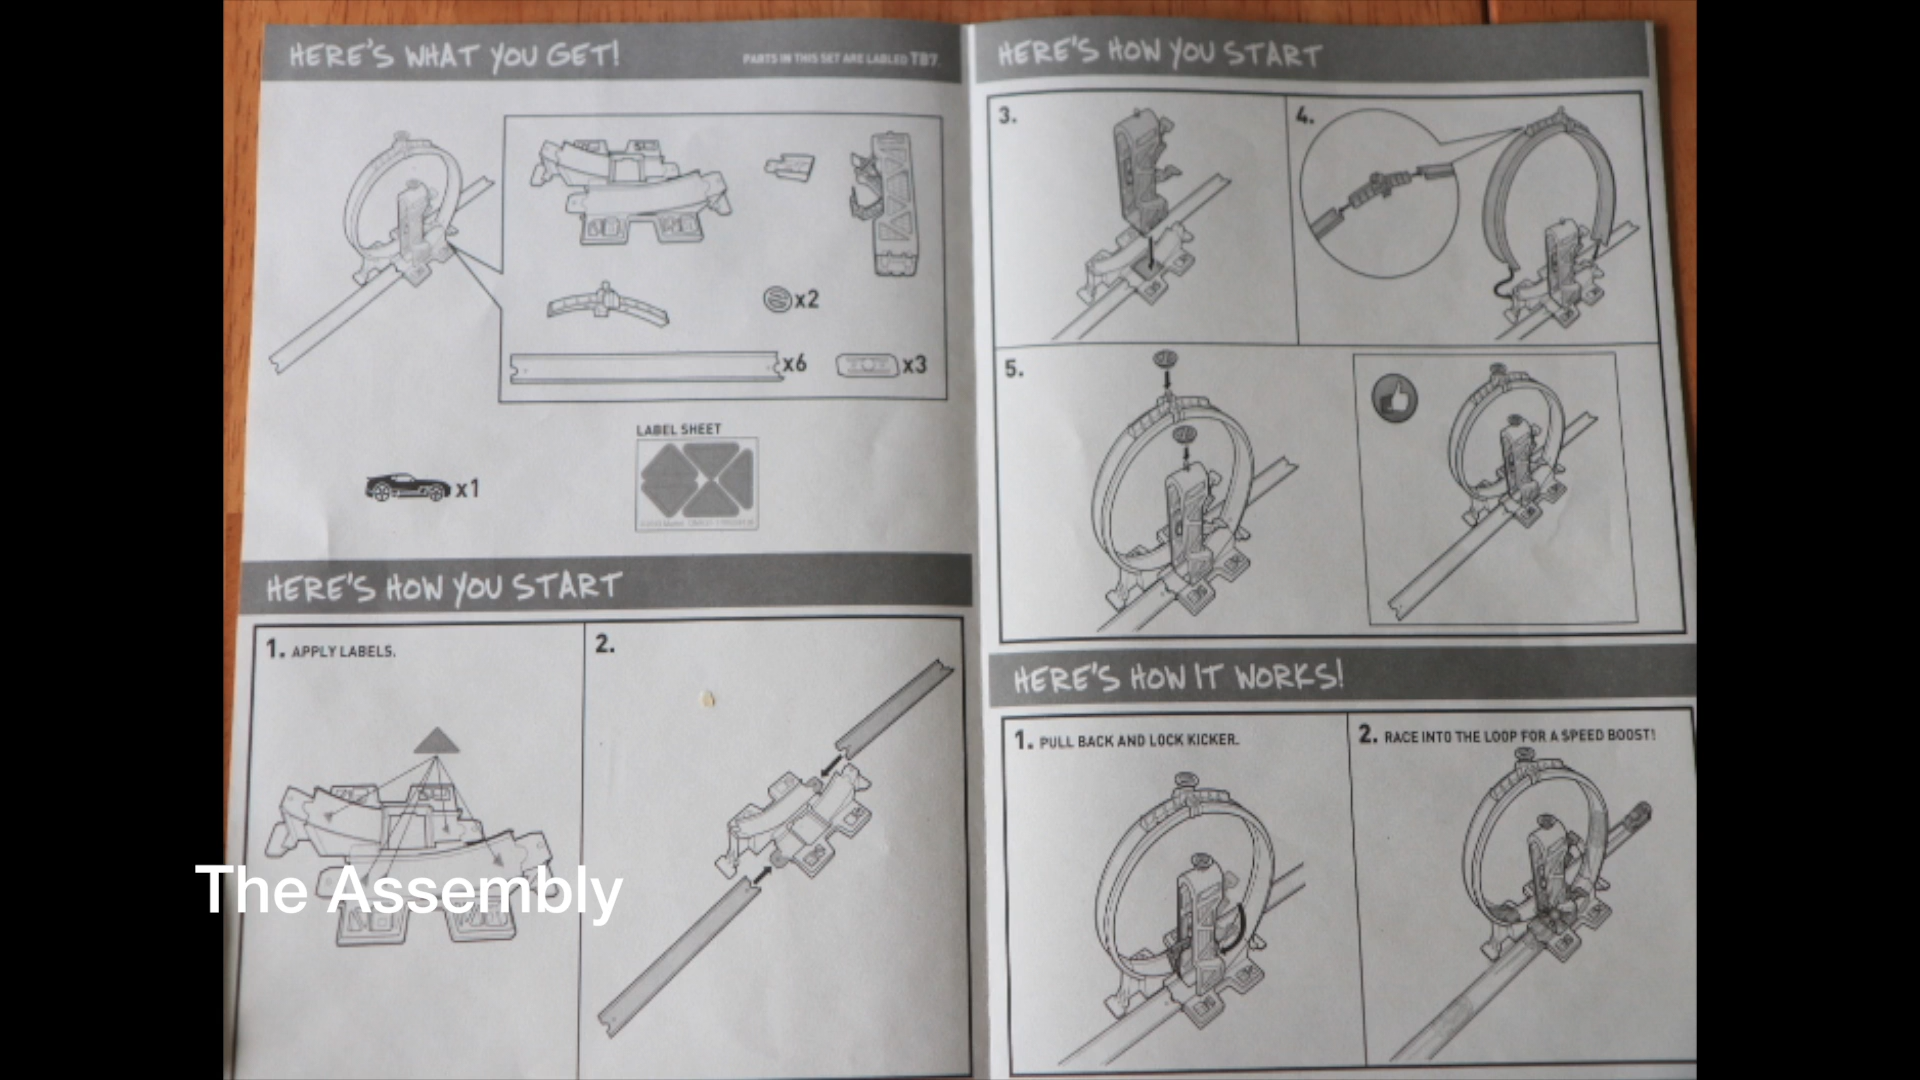 HERE'S WHAT YOU GET!
PARTS IN THIS SET ARE LABLED TB7.
x2
x6
x3
LABEL SHEET
x1
HERE'S HOW YOU START
1. APPLY LABELS.
2.
HERE'S HOW YOU START
3.
4.
5.
HERE'S HOW IT WORKS!
1. PULL BACK AND LOCK KICKER.
2. RACE INTO THE LOOP FOR A SPEED BOOST!
The Assembly